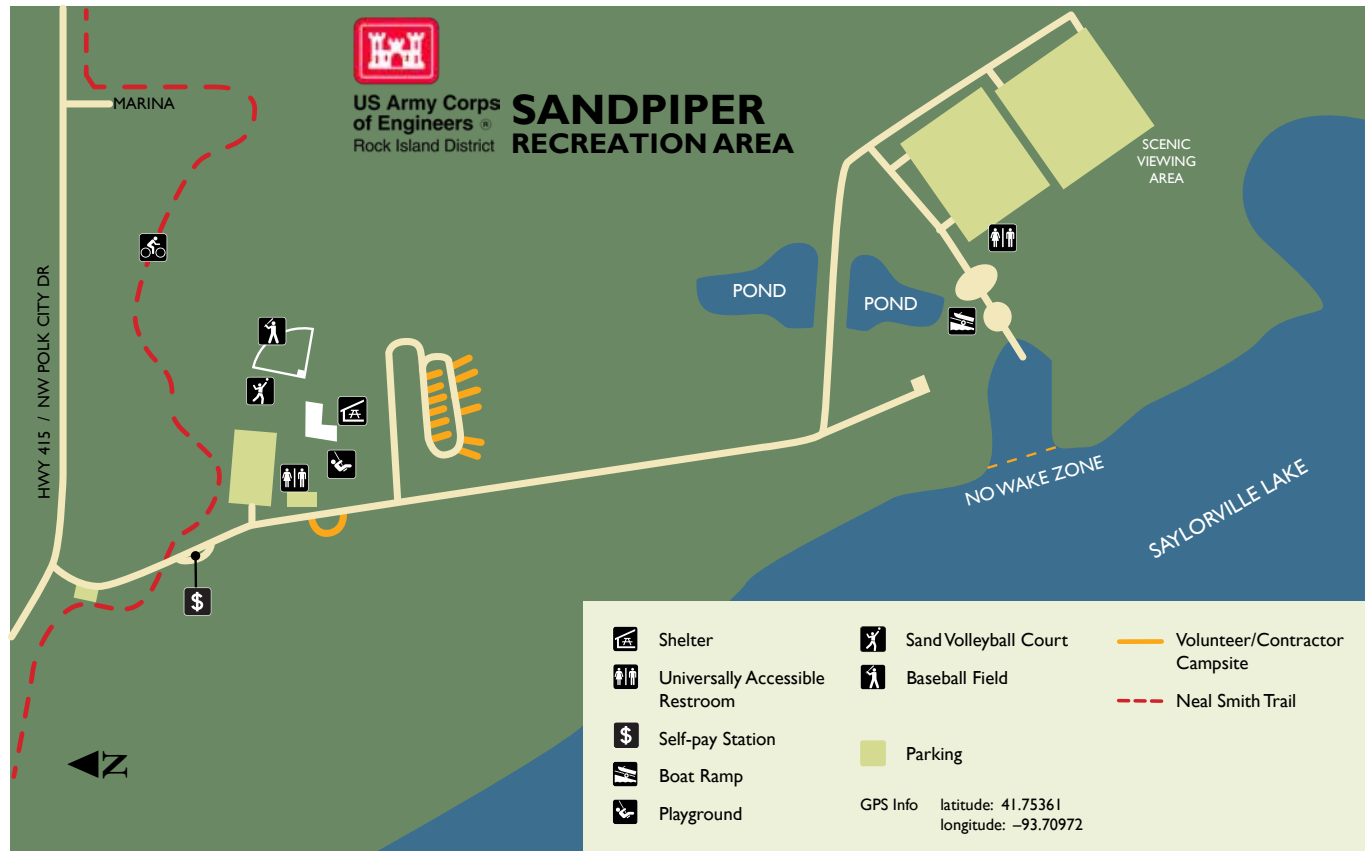 US Army Corps
of Engineers ®
Rock Island District
SANDPIPER
RECREATION AREA
MARINA
HWY 415 / NW POLK CITY DR
SCENIC
VIEWING
AREA
POND
POND
NO WAKE ZONE
SAYLORVILLE LAKE
$
N
Shelter
Universally Accessible
Restroom
$
Self-pay Station
Boat Ramp
Playground
Sand Volleyball Court
Baseball Field
Parking
GPS Info latitude: 41.75361
longitude: –93.70972
Volunteer/Contractor
Campsite
Neal Smith Trail